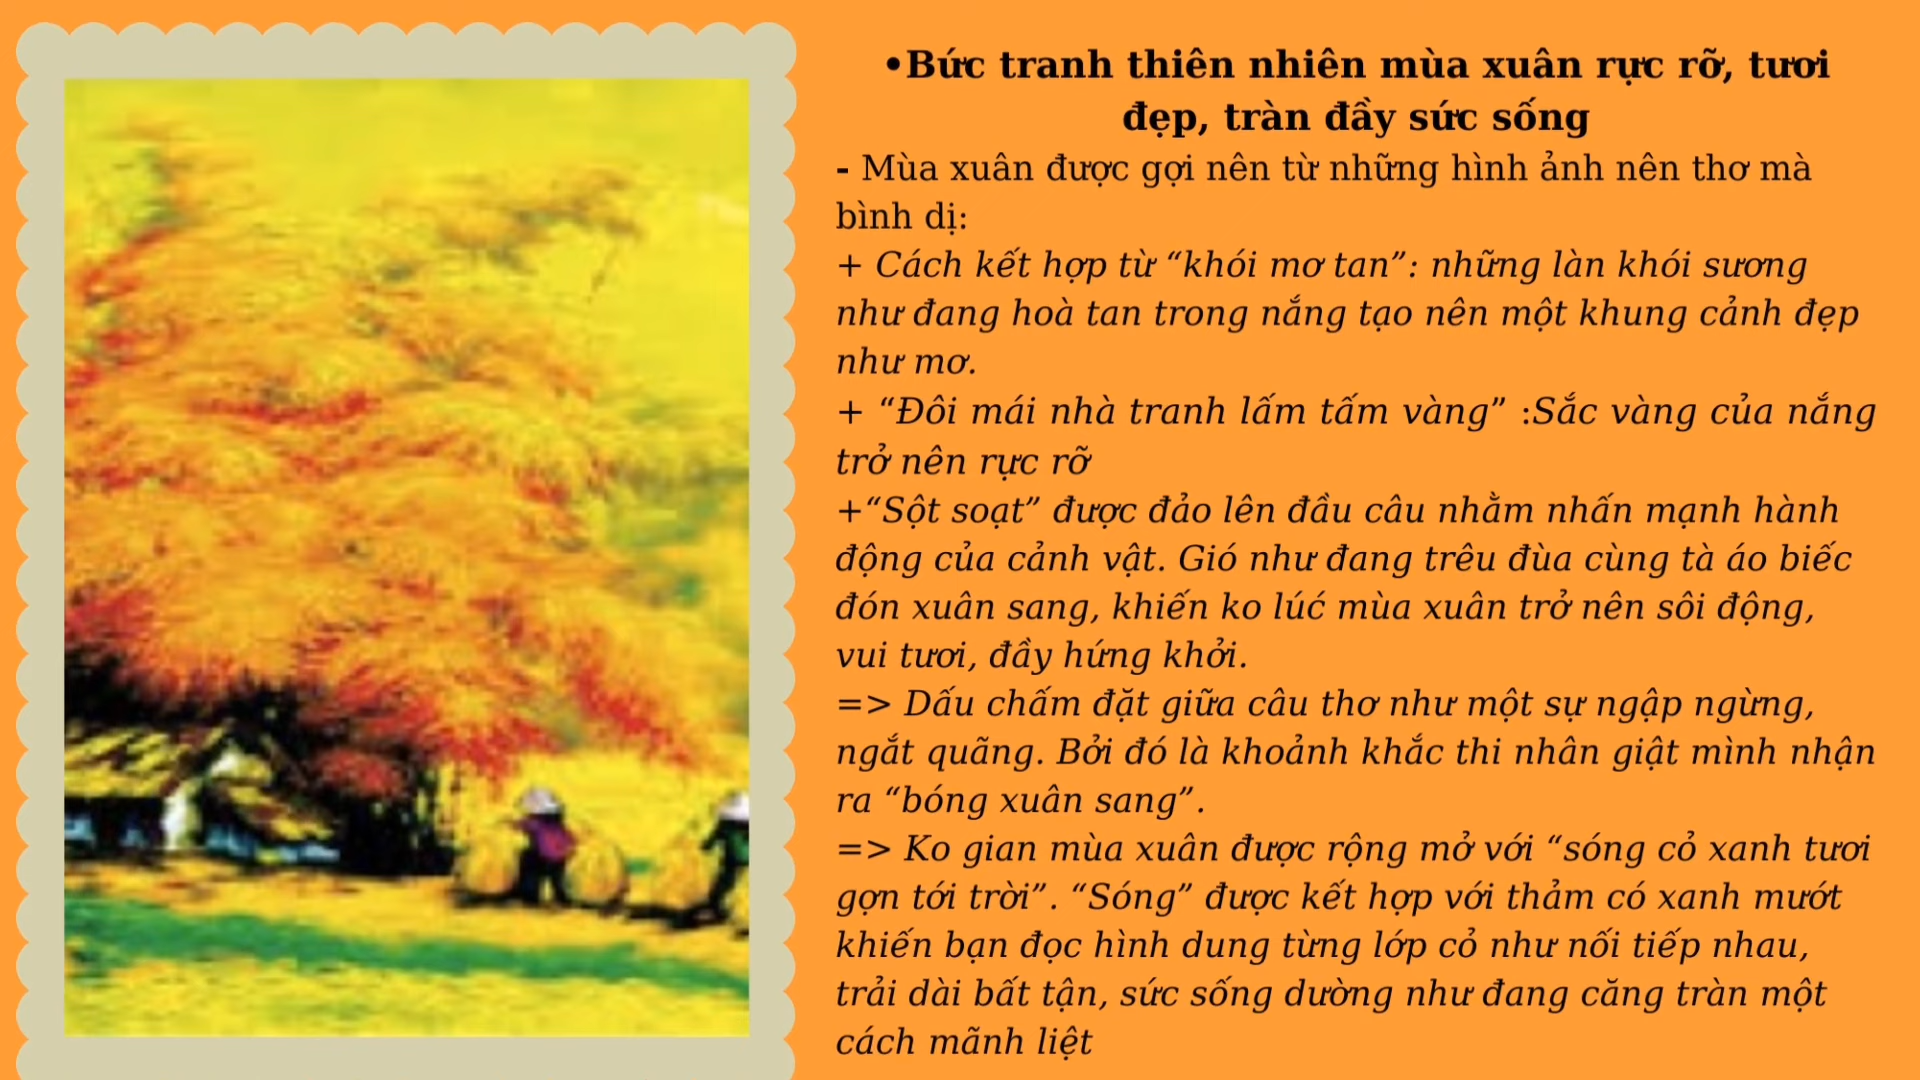 •Bức tranh thiên nhiên mùa xuân rực rỡ, tươi
đẹp, tràn đầy sức sống
- Mùa xuân được gợi nên từ những hình ảnh nên thơ mà
bình dị:
+ Cách kết hợp từ “khói mơ tan”: những làn khói sương
như đang hoà tan trong nắng tạo nên một khung cảnh đẹp
như mơ.
+ “Đôi mái nhà tranh lấm tấm vàng” :Sắc vàng của nắng
trở nên rực rỡ
+“Sột soạt” được đảo lên đầu câu nhằm nhấn mạnh hành
động của cảnh vật. Gió như đang trêu đùa cùng tà áo biếc
đón xuân sang, khiến ko lúć mùa xuân trở nên sôi động,
vui tươi, đầy hứng khởi.
=> Dấu chấm đặt giữa câu thơ như một sự ngập ngừng,
ngắt quãng. Bởi đó là khoảnh khắc thi nhân giật mình nhận
ra “bóng xuân sang”.
=> Ko gian mùa xuân được rộng mở với “sóng cỏ xanh tươi
gợn tới trời”. “Sóng” được kết hợp với thảm có xanh mướt
khiến bạn đọc hình dung từng lớp cỏ như nối tiếp nhau,
trải dài bất tận, sức sống dường như đang căng tràn một
cách mãnh liệt